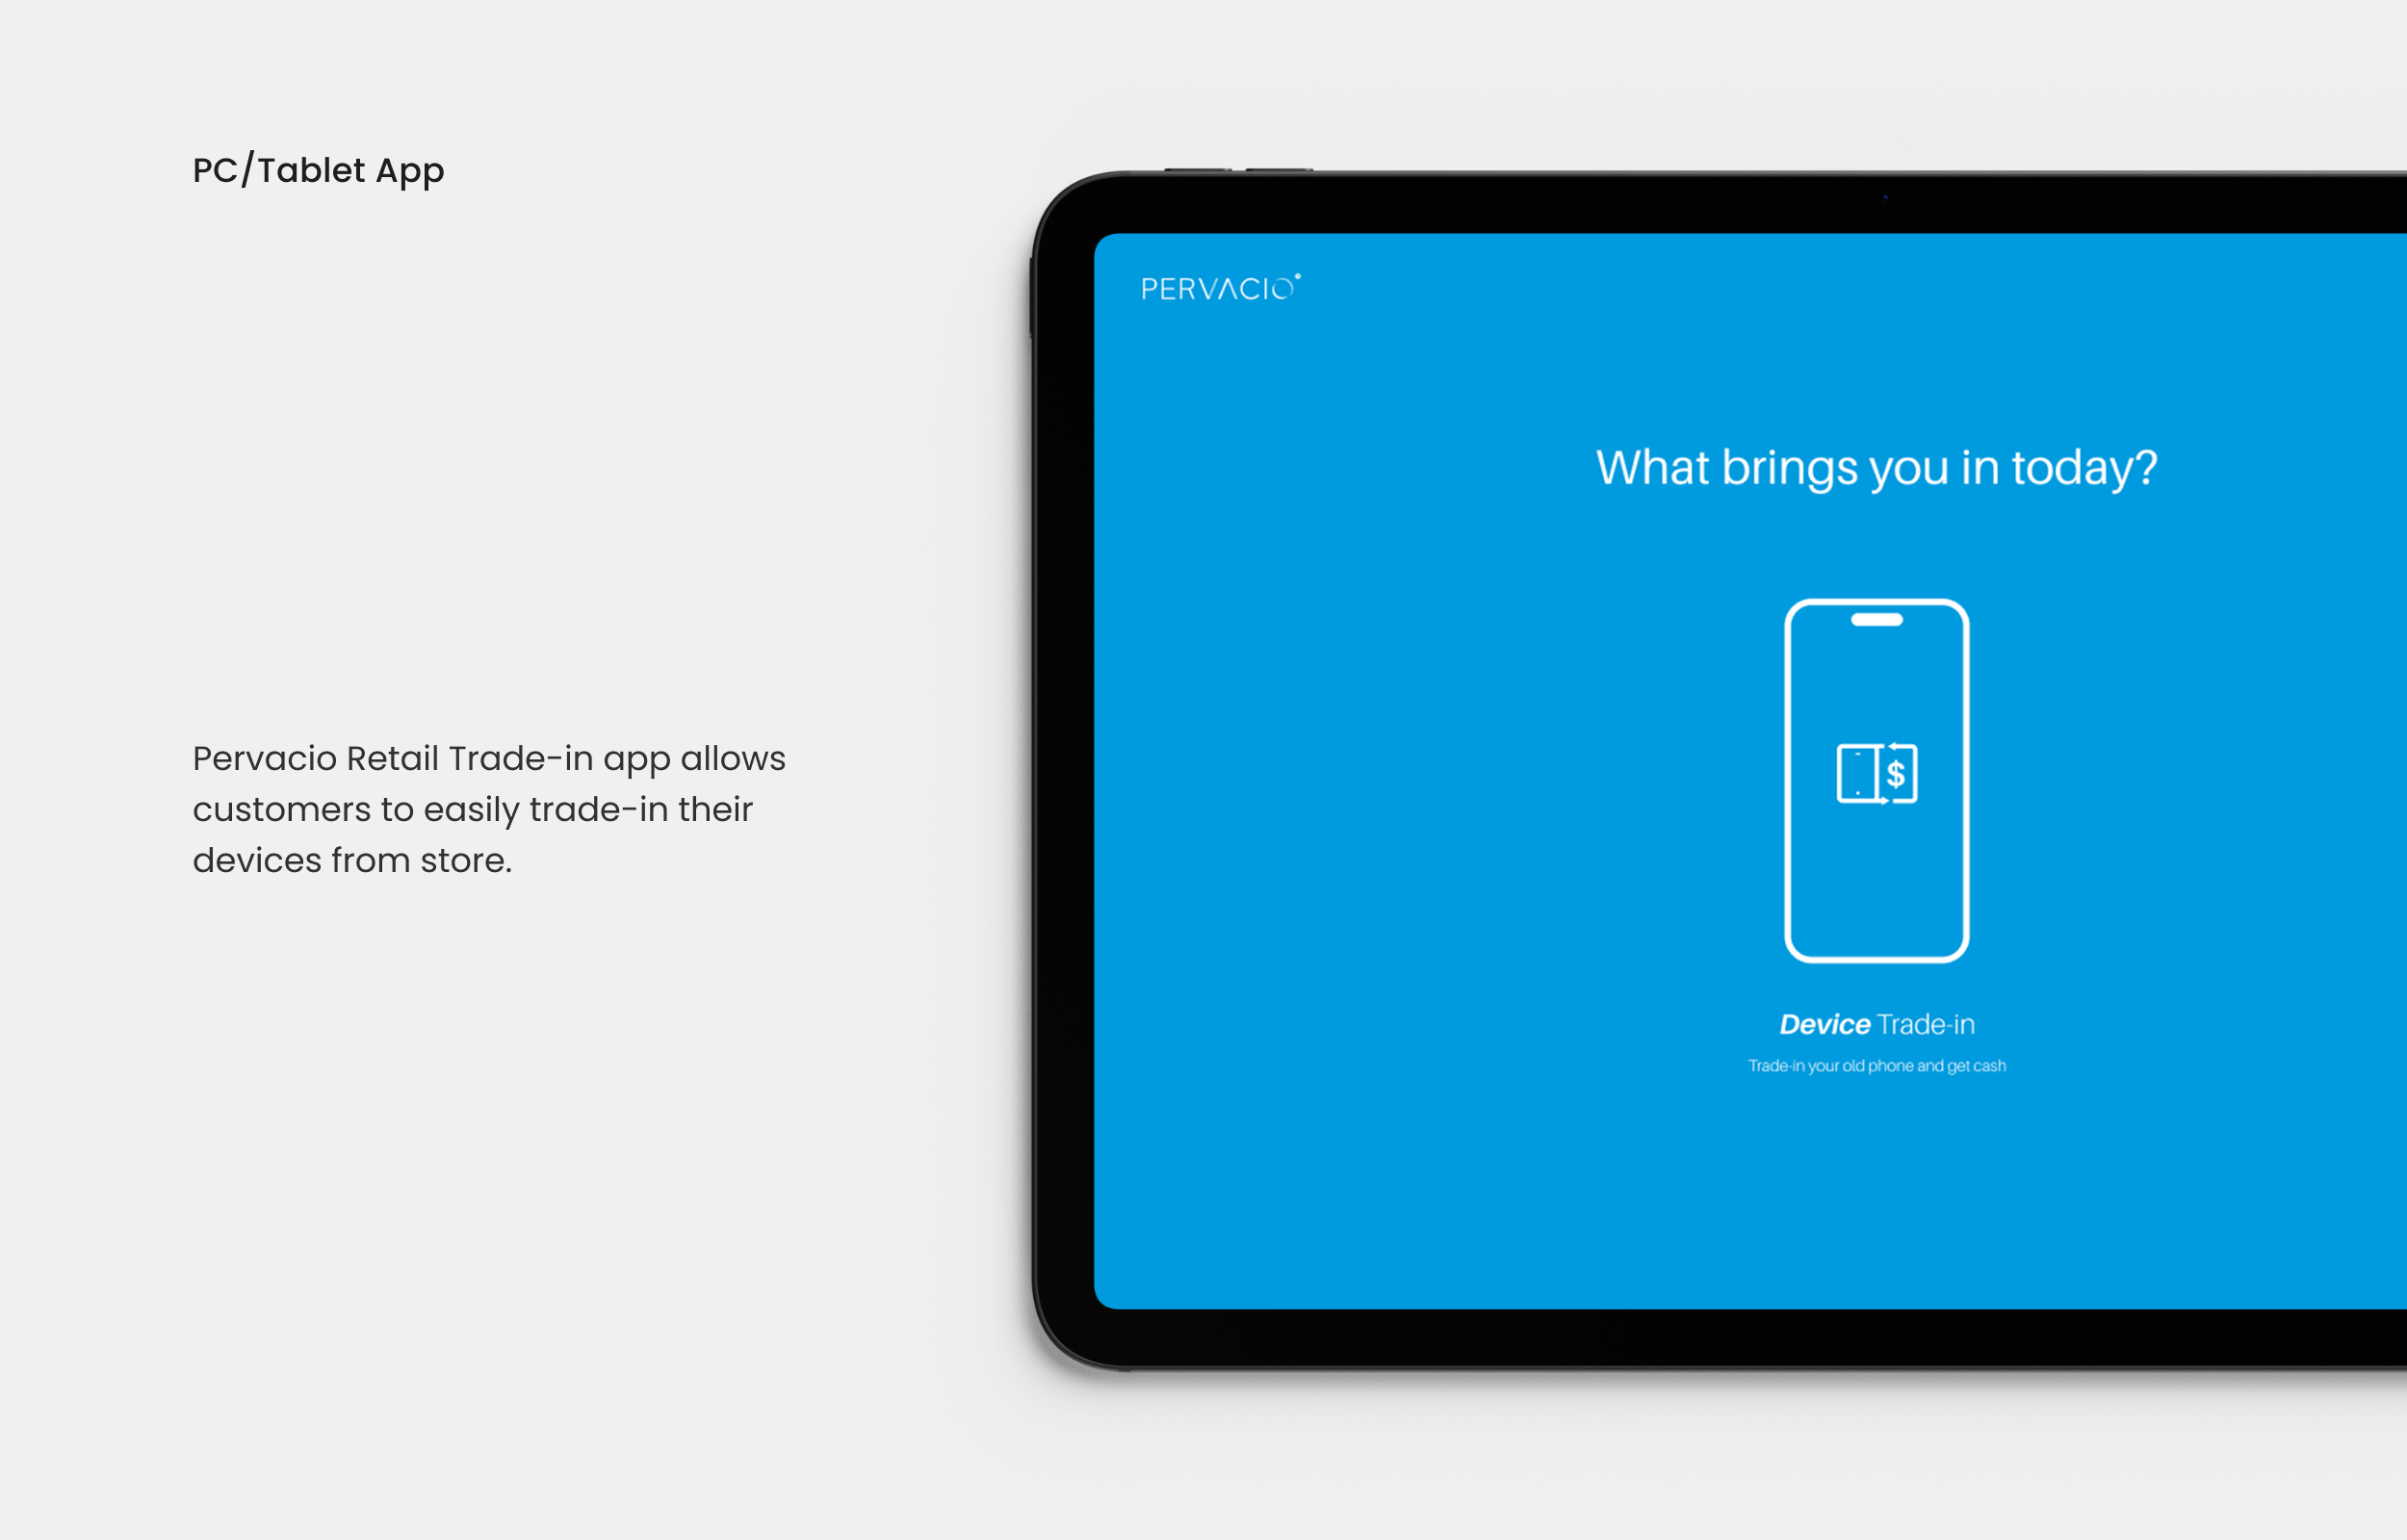 PC/Tablet App
Pervacio Retail Trade-in app allows
customers to easily trade-in their
devices from store.
PERVACIO
What brings you in today?
$
Device Trade-in
Trade-in your old phone and get cash